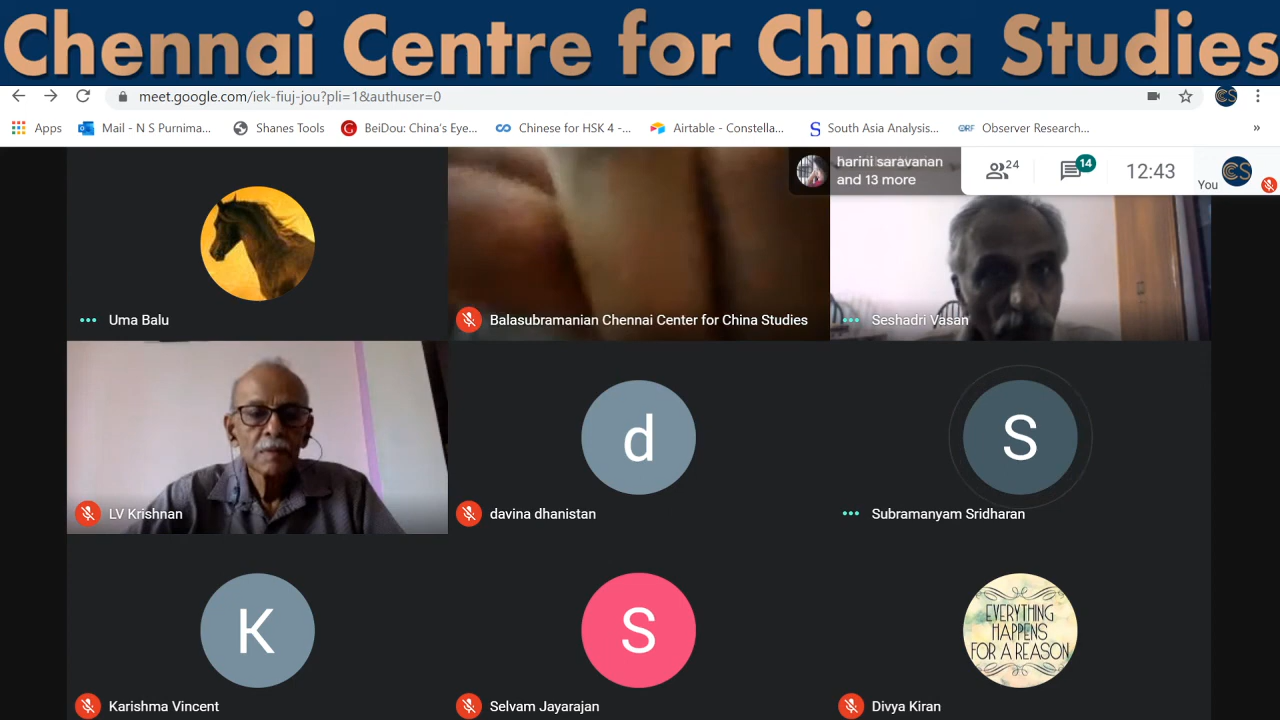 Chennai Centre for China Studies
meet.google.com/iek-fiuj-jou?pli=1&authuser=0
Apps
Mail - N S Purnima...
Shanes Tools
G
BeiDou: China's Eye...
Chinese for HSK 4 -...
Airtable - Constella...
S
South Asia Analysis...
ORF
Observer Research...
»
harini saravanan
and 13 more
24
14
12:43
You
CS
Uma Balu
Balasubramanian Chennai Center for China Studies
Seshadri Vasan
LV Krishnan
d
davina dhanistan
S
Subramanyam Sridharan
K
Karishma Vincent
S
Selvam Jayarajan
EVERYTHING
HAPPENS
FOR A REASON
Divya Kiran